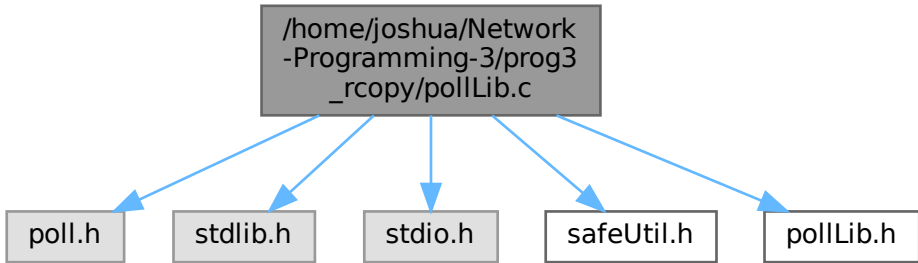 /home/joshua/Network
-Programming-3/prog3
_rcopy/pollLib.c
poll.h
stdlib.h
stdio.h
safeUtil.h
pollLib.h